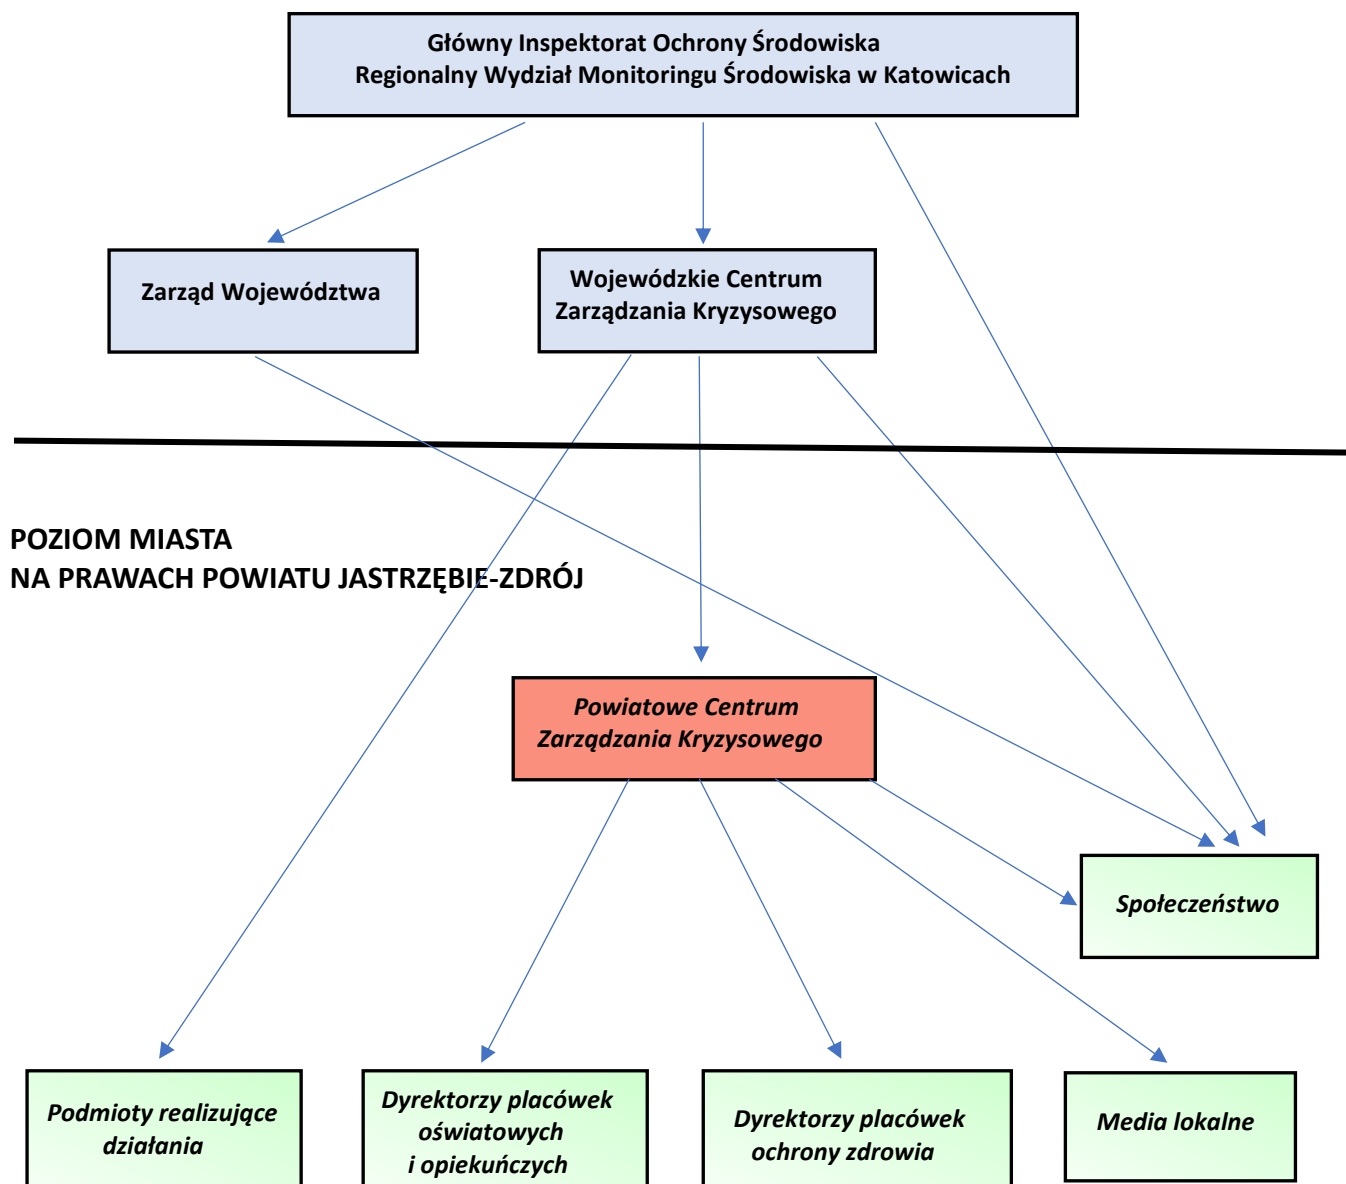 Główny Inspektorat Ochrony Środowiska
Regionalny Wydział Monitoringu Środowiska w Katowicach
Zarząd Województwa
Wojewódzkie Centrum
Zarządzania Kryzysowego
POZIOM MIASTA
NA PRAWACH POWIATU JASTRZĘBIE-ZDRÓJ
Powiatowe Centrum
Zarządzania Kryzysowego
Społeczeństwo
Podmioty realizujące
działania
Dyrektorzy placówek
oświatowych
i opiekuńczych
Dyrektorzy placówek
ochrony zdrowia
Media lokalne